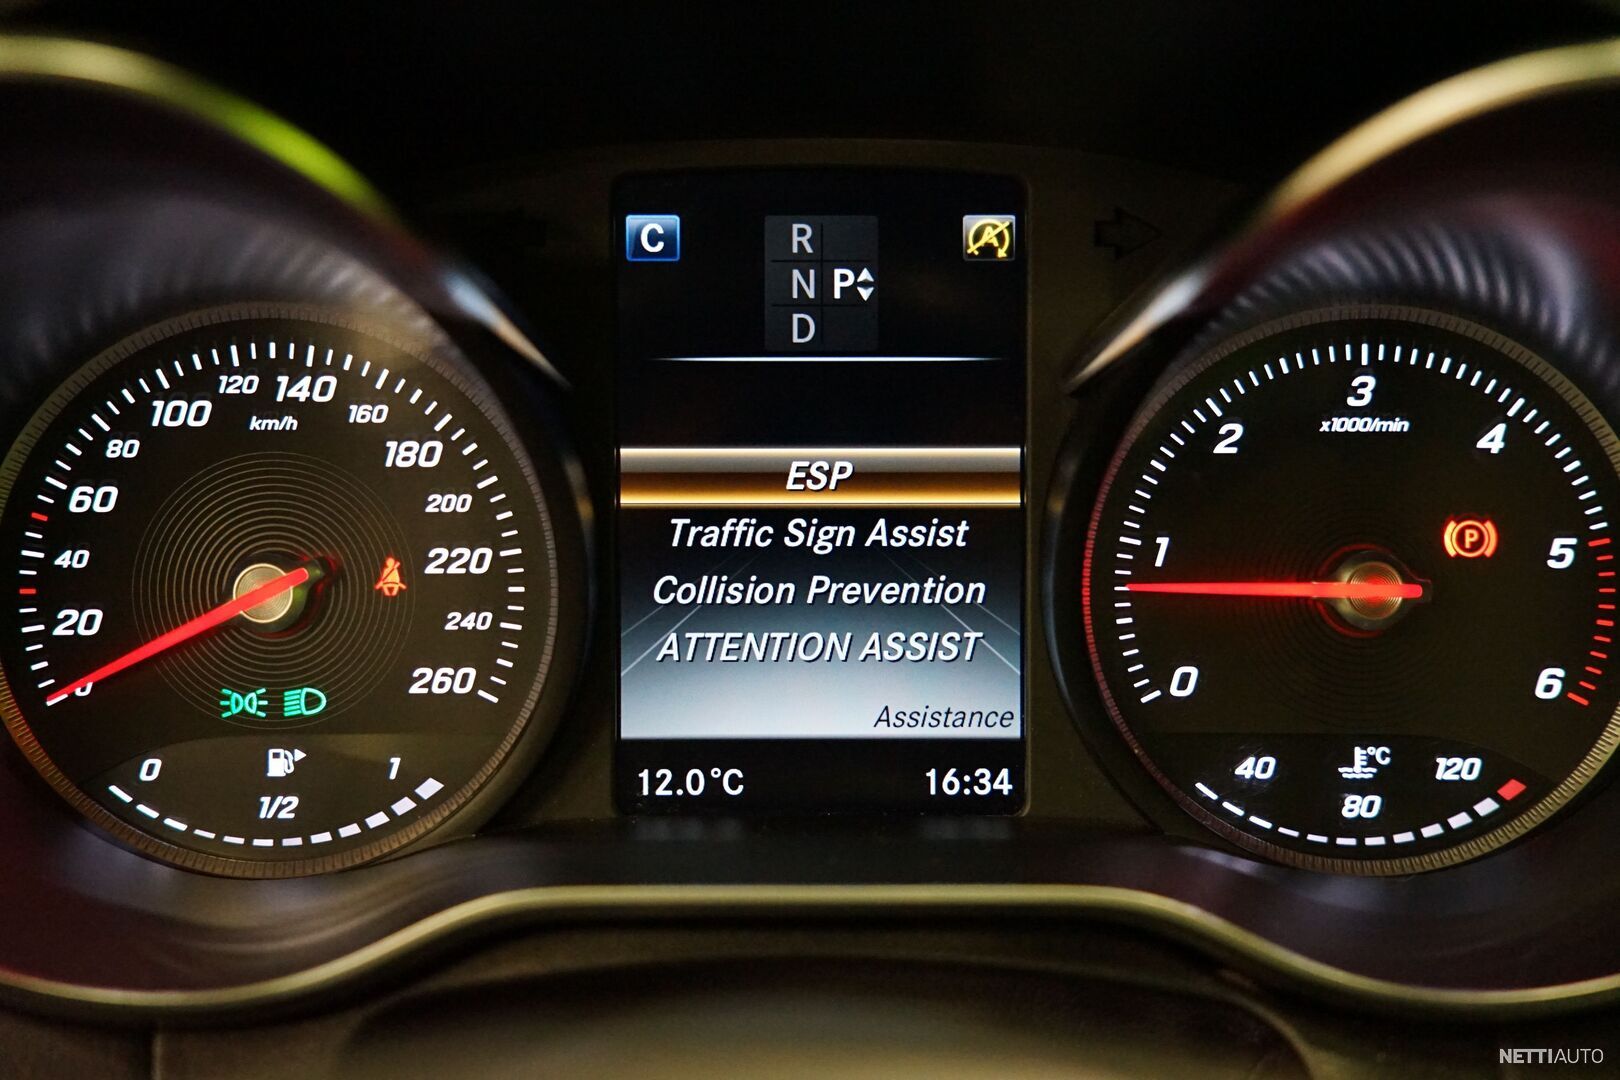 C
R
N P
D
A
ESP
Traffic Sign Assist
Collision Prevention
ATTENTION ASSIST
Assistance
12.0°C 16:34
0
20
40
60
80
100
120
140
160
180
200
220
240
260
km/h
0 1
1/2
0
1
2
3
4
5
6
x1000/min
P
40 °C 120
80
NETTIAUTO